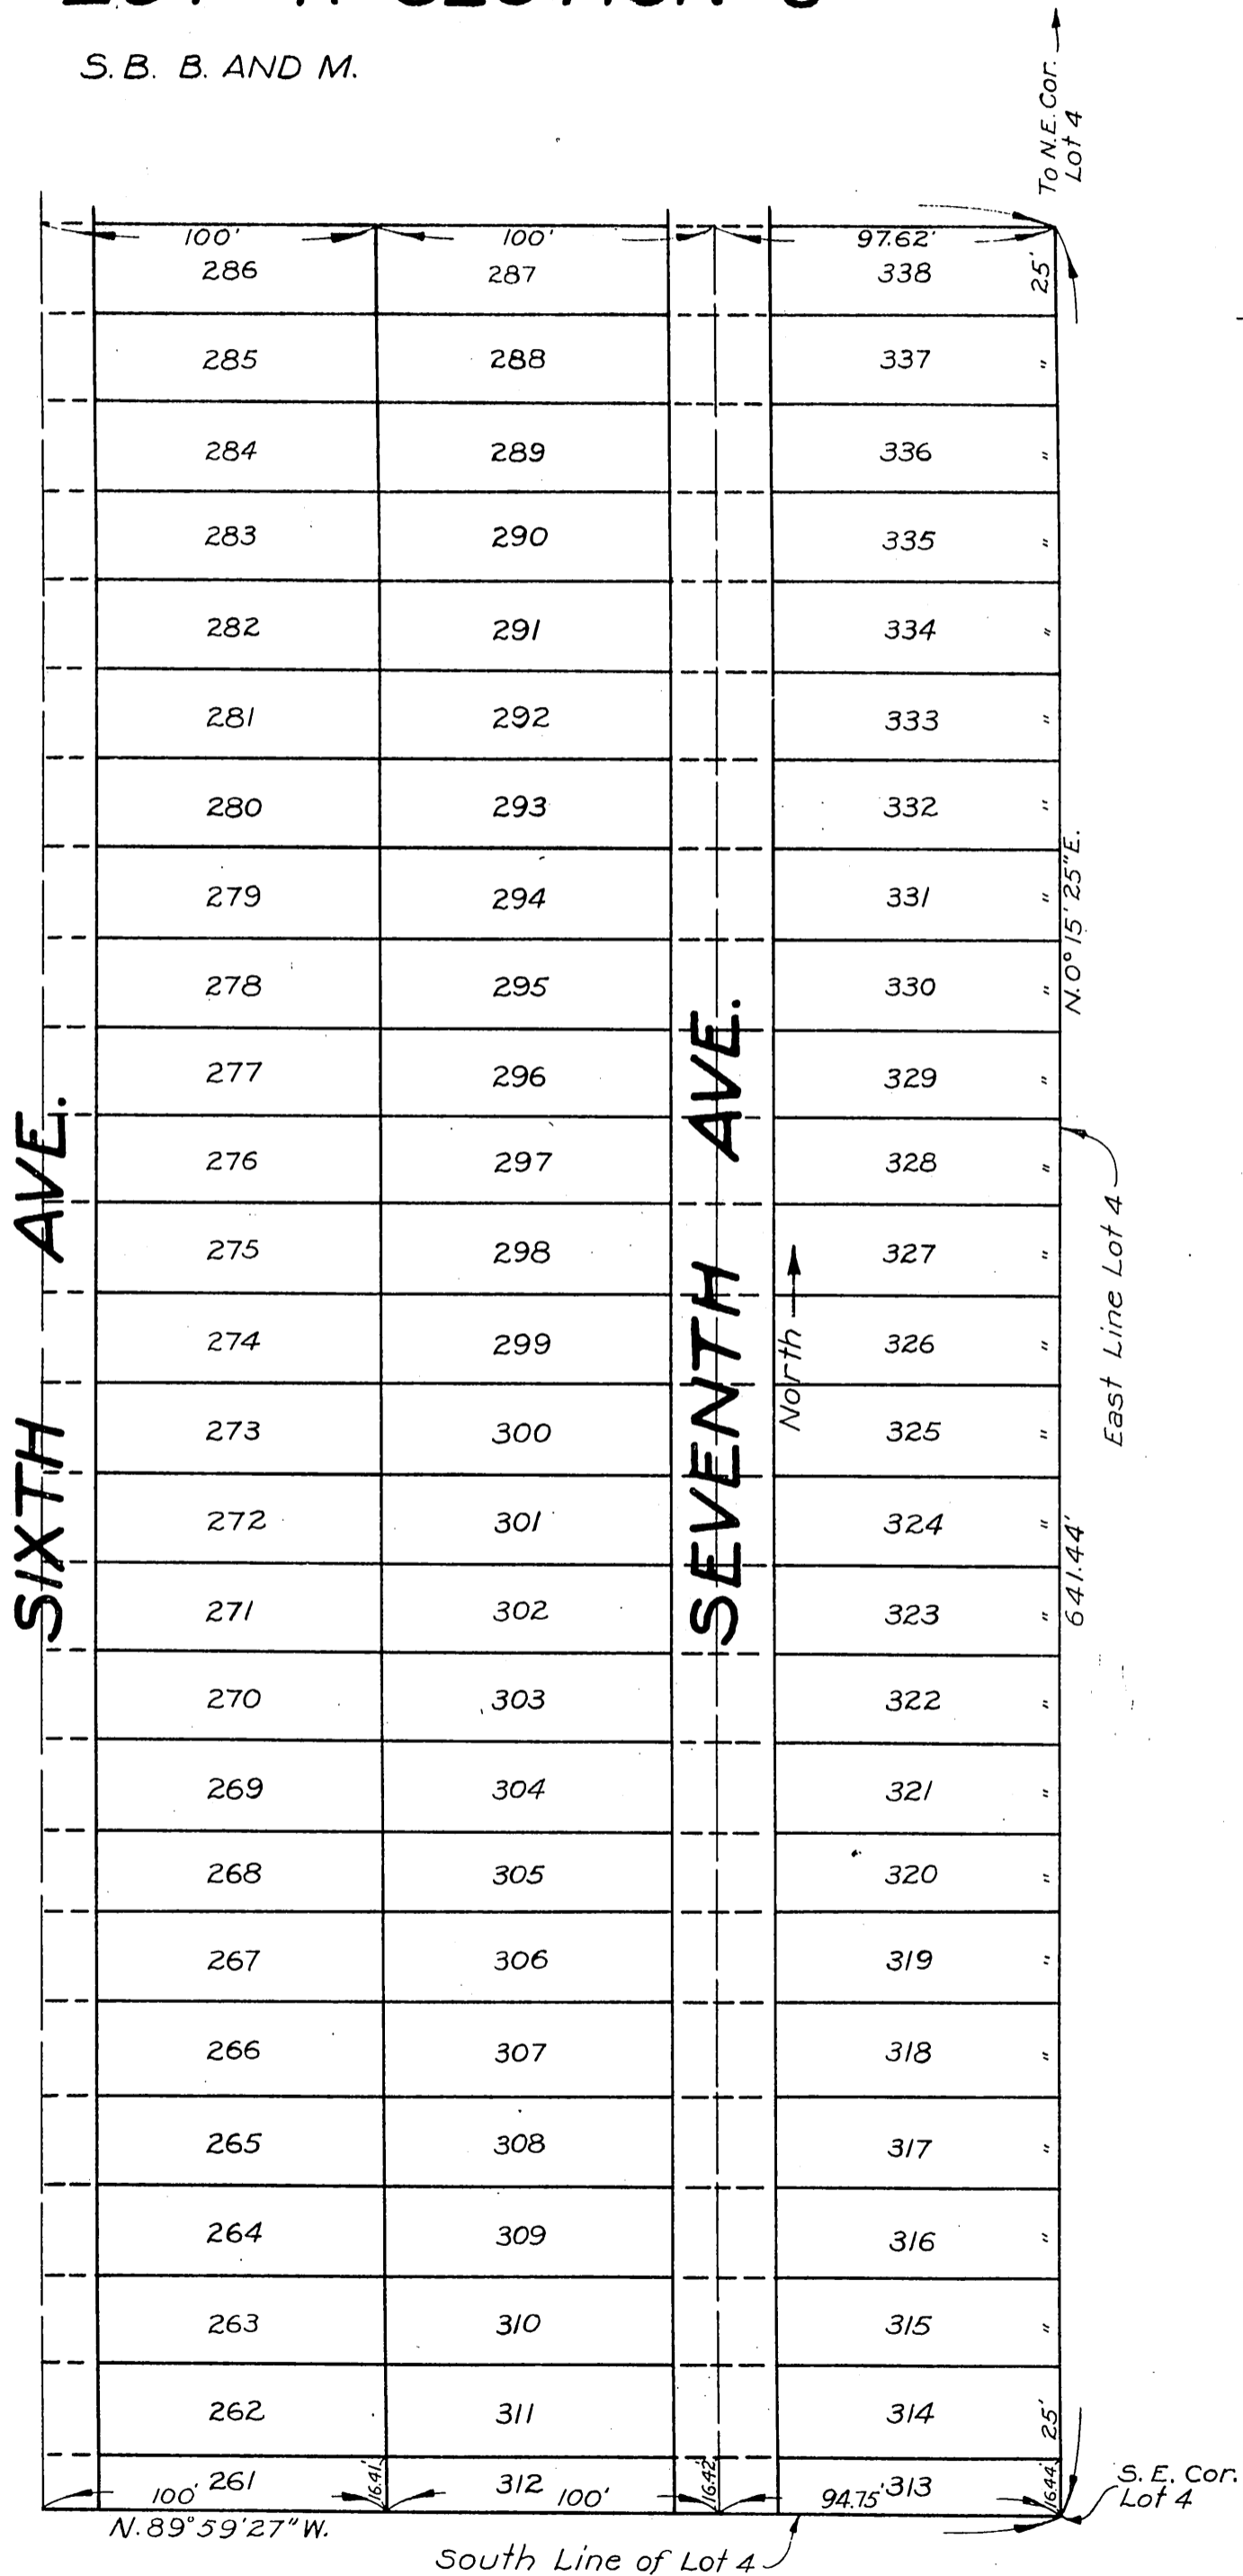 S.B. B. AND M.
To N.E. Cor.
Lot 4
100' 100' 97.62'
286 287 338 25'
285 288 337 "
284 289 336 "
283 290 335 "
282 291 334 "
281 292 333 "
280 293 332 "
279 294 331 "
278 295 330 "
277 296 329 "
276 297 328 "
275 298 327 "
274 299 326 "
273 300 325 "
272 301 324 "
271 302 323 "
270 303 322 "
269 304 321 "
268 305 320 "
267 306 319 "
266 307 318 "
265 308 317 "
264 309 316 "
263 310 315 "
262 311 314 25'
261 312 313
100' 16.41' 100' 16.42' 94.75' 16.44'
SIXTH AVE.
SEVENTH AVE.
North
N.0°15'25"E.
641.44'
East Line Lot 4
S.E. Cor.
Lot 4
N.89°59'27"W.
South Line of Lot 4